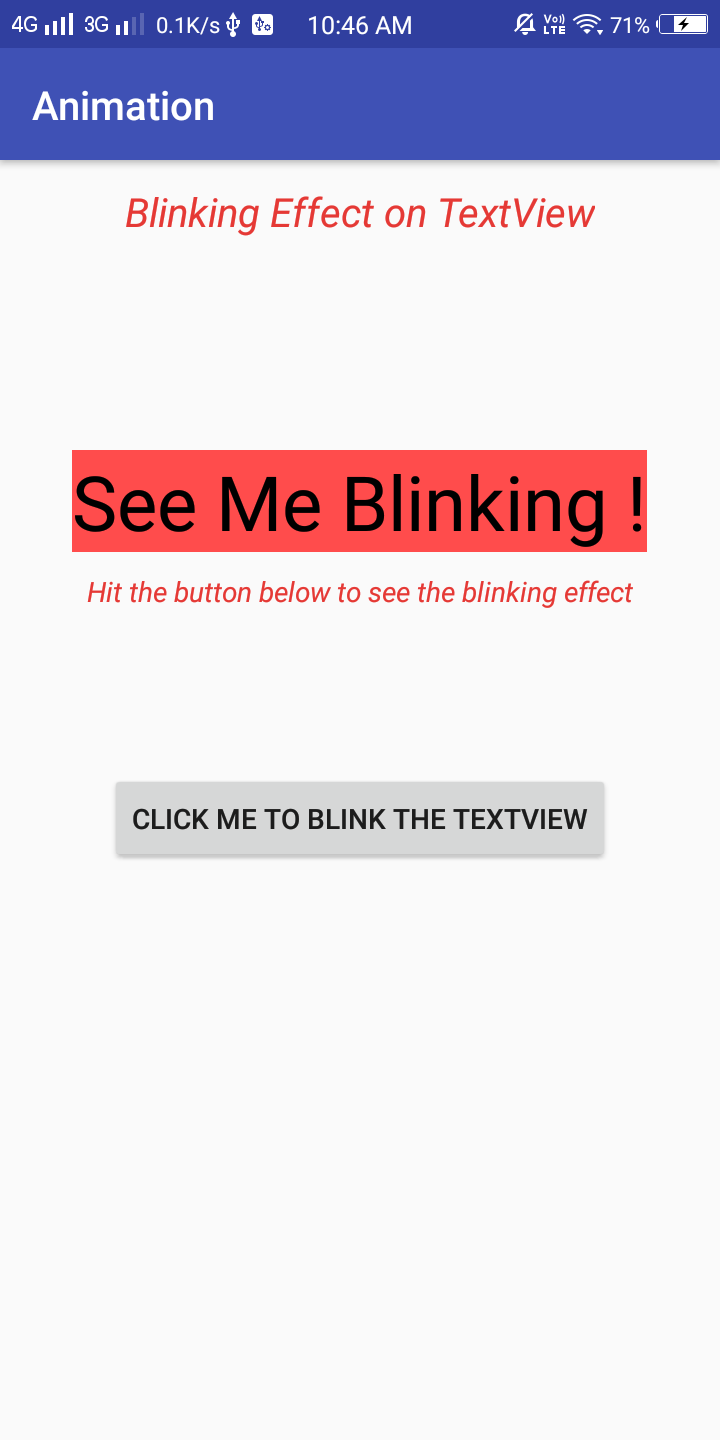 4G 3G 0.1K/s 10:46 AM Vo)) LTE 71%
Animation
Blinking Effect on TextView
See Me Blinking !
Hit the button below to see the blinking effect
CLICK ME TO BLINK THE TEXTVIEW